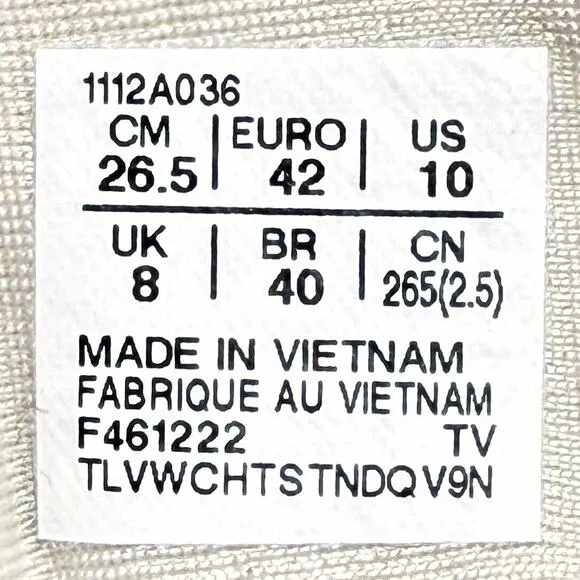 1112A036
CM | EURO | US
26.5 | 42 | 10
UK | BR | CN
8 | 40 | 265(2.5)
MADE IN VIETNAM
FABRIQUE AU VIETNAM
F461222 TV
TLVWCHTSTNDQV9N